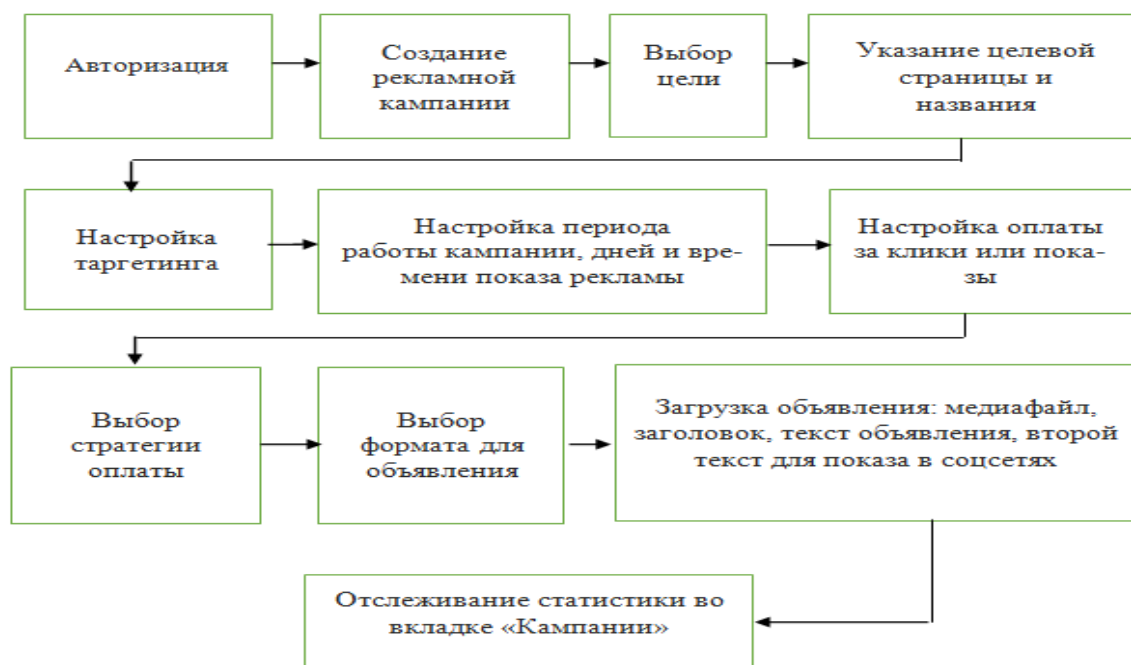 Авторизация
Создание
рекламной
кампании
Выбор
цели
Указание целевой
страницы и
названия
Настройка
таргетинга
Настройка периода
работы кампании, дней и вре-
мени показа рекламы
Настройка оплаты
за клики или пока-
зы
Выбор
стратегии
оплаты
Выбор
формата для
объявления
Загрузка объявления: медиафайл,
заголовок, текст объявления, второй
текст для показа в соцсетях
Отслеживание статистики во
вкладке «Кампании»